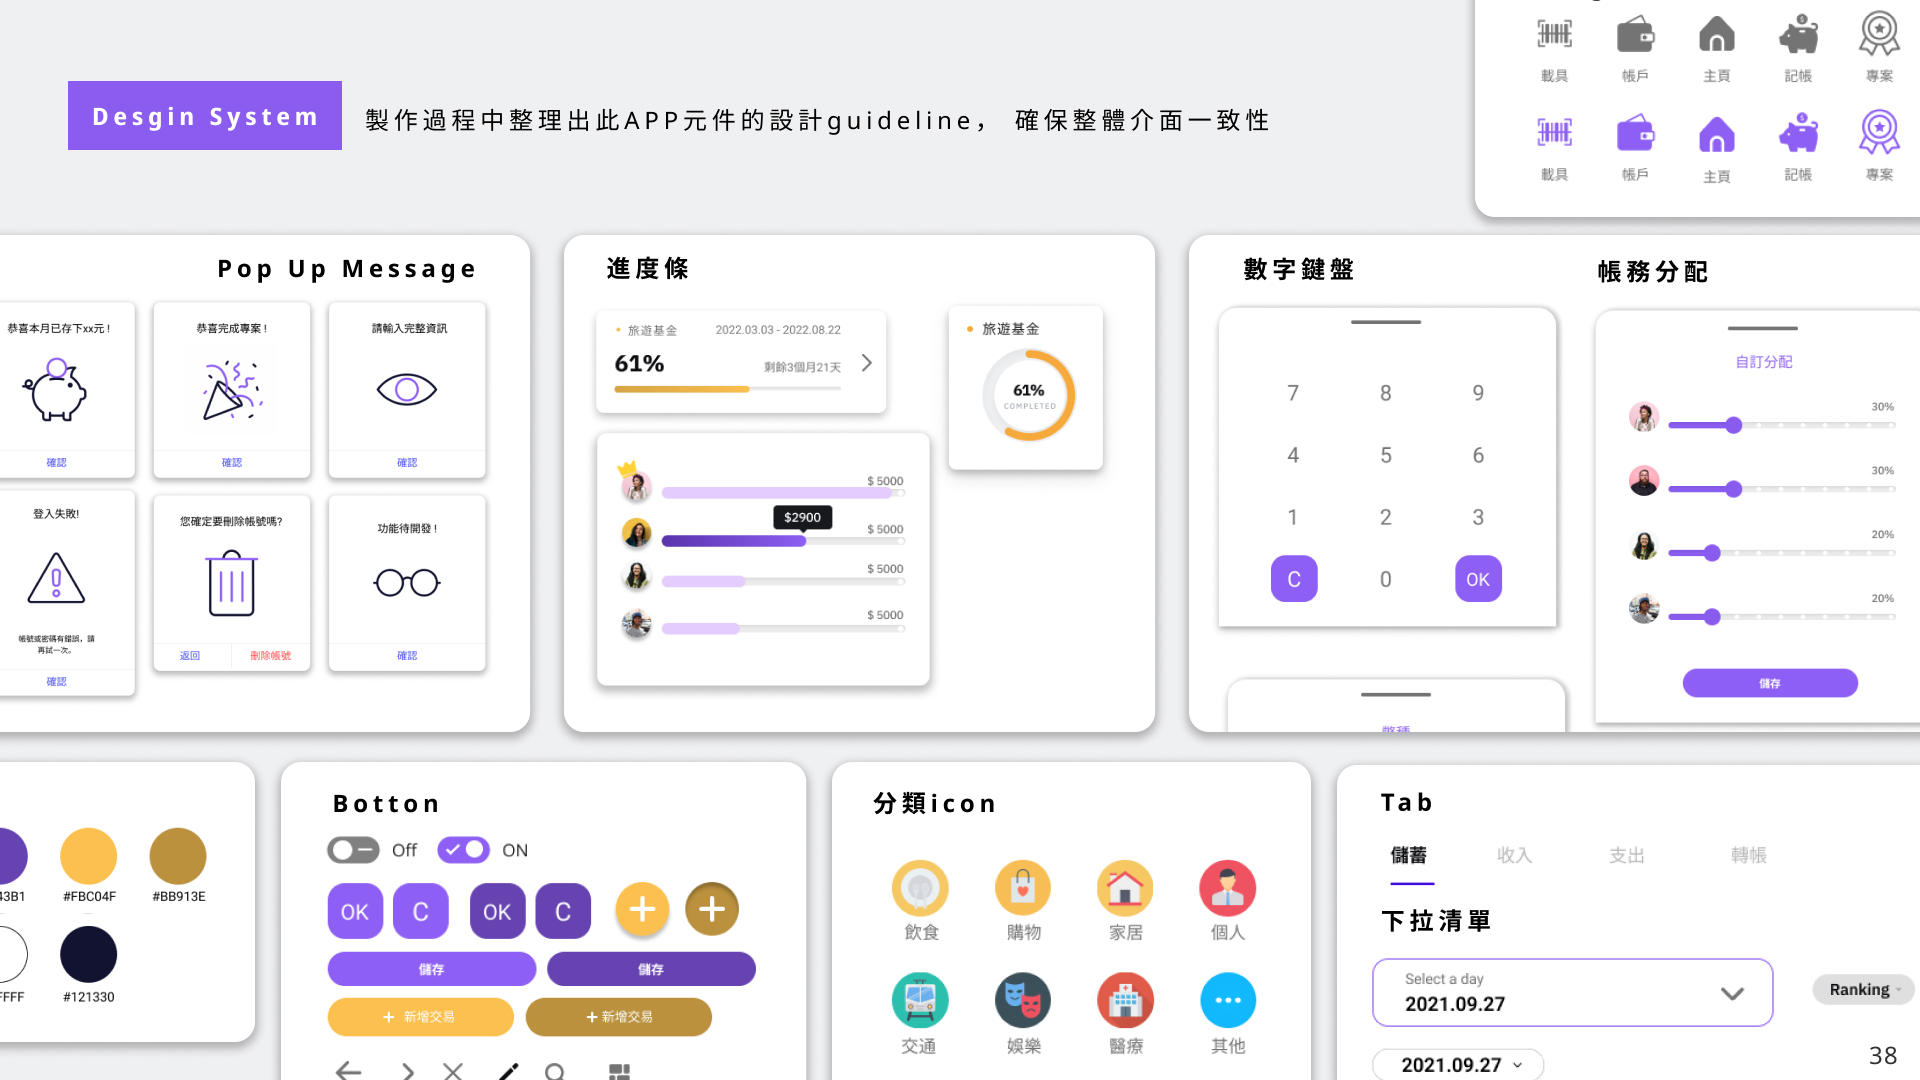 Desgin System
製作過程中整理出此APP元件的設計guideline， 確保整體介面一致性
載具 帳戶 主頁 記帳 專案
載具 帳戶 主頁 記帳 專案
Pop Up Message
恭喜本月已存下xx元 !
確認
恭喜完成專案 !
確認
請輸入完整資訊
確認
登入失敗!
帳號或密碼有錯誤，請
再試一次。
確認
您確定要刪除帳號嗎?
返回 刪除帳號
功能待開發 !
確認
進度條
旅遊基金 2022.03.03 - 2022.08.22
61% 剩餘3個月21天
旅遊基金
61%
COMPLETED
$ 5000
$2900
$ 5000
$ 5000
$ 5000
數字鍵盤
7 8 9
4 5 6
1 2 3
C 0 OK
幣種
帳務分配
自訂分配
30%
30%
20%
20%
儲存
43B1 #FBC04F #BB913E
FFFF #121330
Botton
Off ON
OK C OK C
儲存 儲存
新增交易 新增交易
分類icon
飲食 購物 家居 個人
交通 娛樂 醫療 其他
Tab
儲蓄 收入 支出 轉帳
下拉清單
Select a day
2021.09.27
Ranking
2021.09.27
38